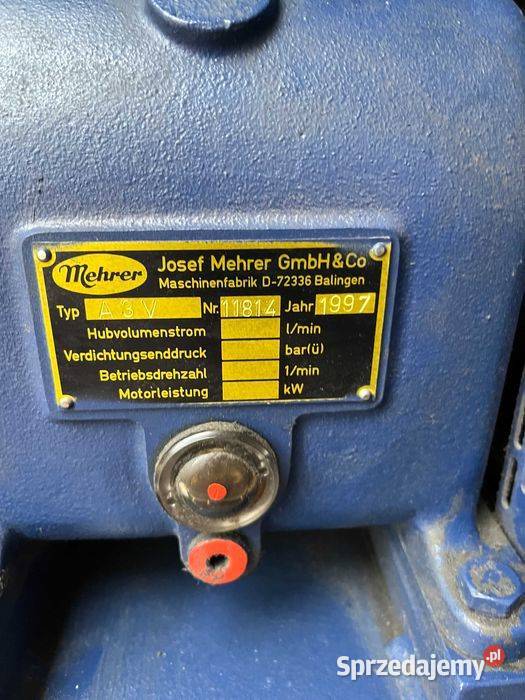 Mehrer
Josef Mehrer GmbH&Co
Maschinenfabrik D-72336 Balingen
Typ A 3 V Nr. 11814 Jahr 1997
Hubvolumenstrom l/min
Verdichtungsenddruck bar(ü)
Betriebsdrehzahl 1/min
Motorleistung kW
Sprzedajemy.pl